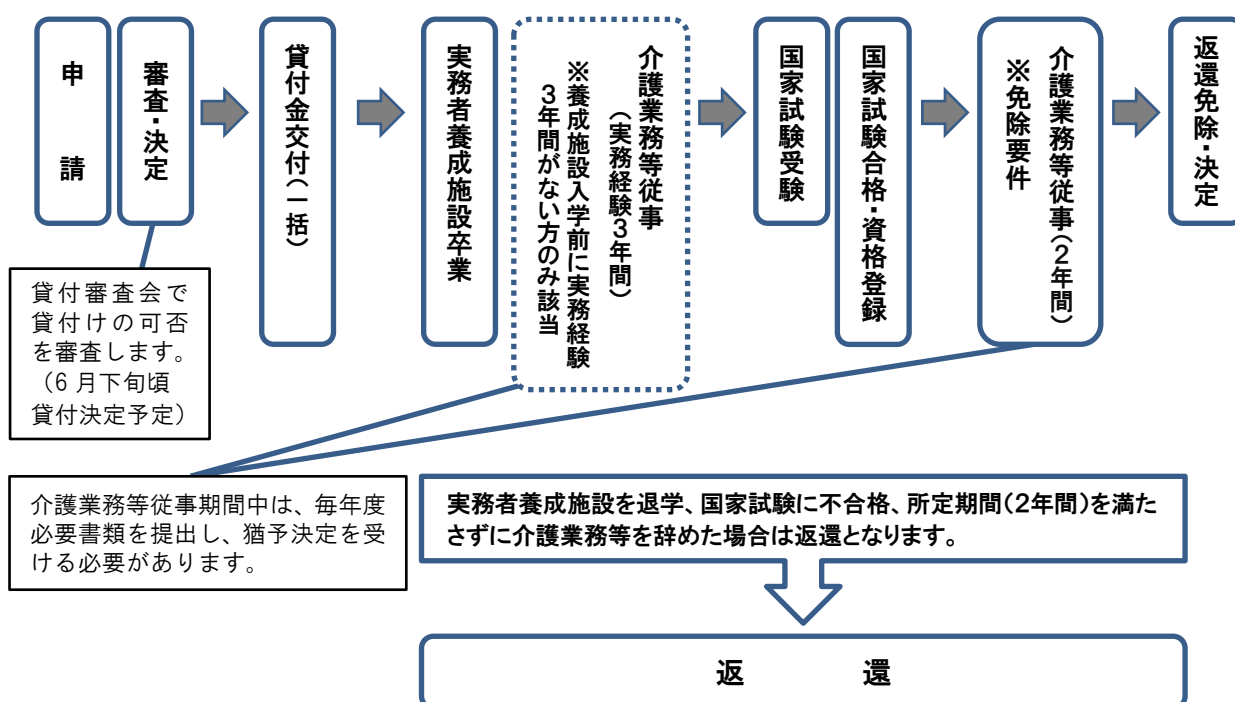 申請
審査・決定
貸付金交付(一括)
実務者養成施設卒業
介護業務等従事
(実務経験3年間)
※養成施設入学前に実務経験
3年間がない方のみ該当
国家試験受験
国家試験合格・資格登録
介護業務等従事(2年間)
※免除要件
返還免除・決定
貸付審査会で
貸付けの可否
を審査します。
(6月下旬頃
貸付決定予定)
介護業務等従事期間中は、毎年度
必要書類を提出し、猶予決定を受
ける必要があります。
実務者養成施設を退学、国家試験に不合格、所定期間(2年間)を満た
さずに介護業務等を辞めた場合は返還となります。
返還